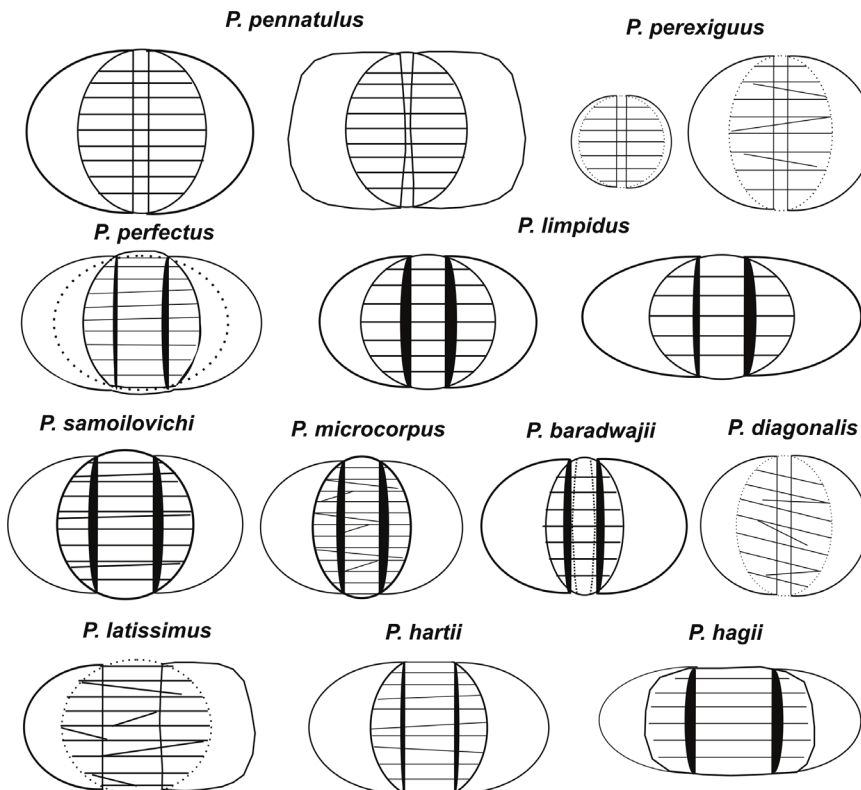 P. pennatulus
P. perexiguus
P. perfectus
P. limpidus
P. samoilovichi
P. microcorpus
P. baradwajii
P. diagonalis
P. latissimus
P. hartii
P. hagii